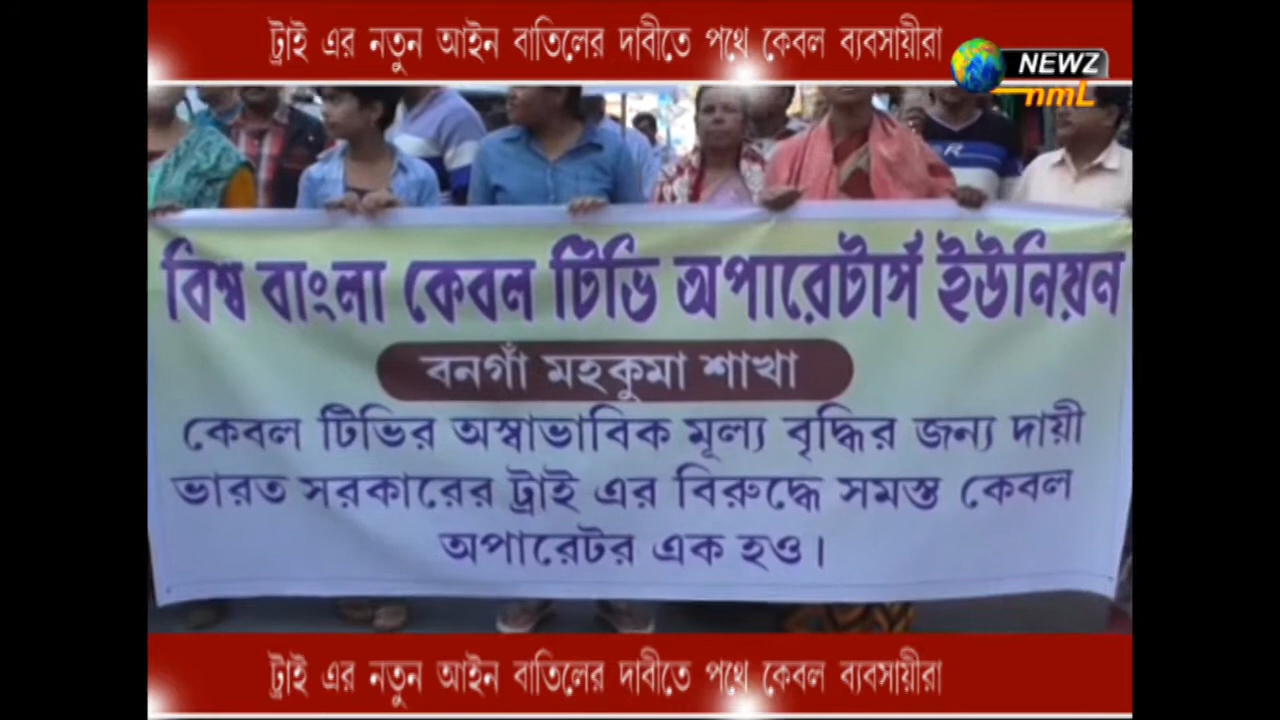 ট্রাই এর নতুন আইন বাতিলের দাবীতে পথে কেবল ব্যবসায়ীরা
NEWZ
nmL
বিশ্ব বাংলা কেবল টিভি অপারেটার্স ইউনিয়ন
বনগাঁ মহকুমা শাখা
কেবল টিভির অস্বাভাবিক মূল্য বৃদ্ধির জন্য দায়ী
ভারত সরকারের ট্রাই এর বিরুদ্ধে সমস্ত কেবল
অপারেটর এক হও।
ট্রাই এর নতুন আইন বাতিলের দাবীতে পথে কেবল ব্যবসায়ীরা